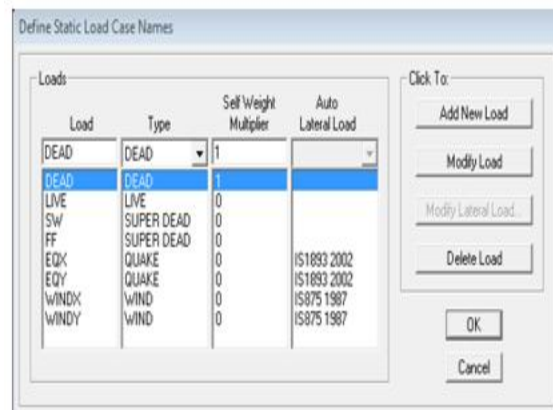 Define Static Load Case Names
Loads
Click To:
Load Type Self Weight Multiplier Auto Lateral Load
DEAD DEAD 1
DEAD DEAD 1
LIVE LIVE 0
SW SUPER DEAD 0
FF SUPER DEAD 0
EQX QUAKE 0 IS1893 2002
EQY QUAKE 0 IS1893 2002
WINDX WIND 0 IS875 1987
WINDY WIND 0 IS875 1987
Add New Load
Modify Load
Modify Lateral Load...
Delete Load
OK
Cancel